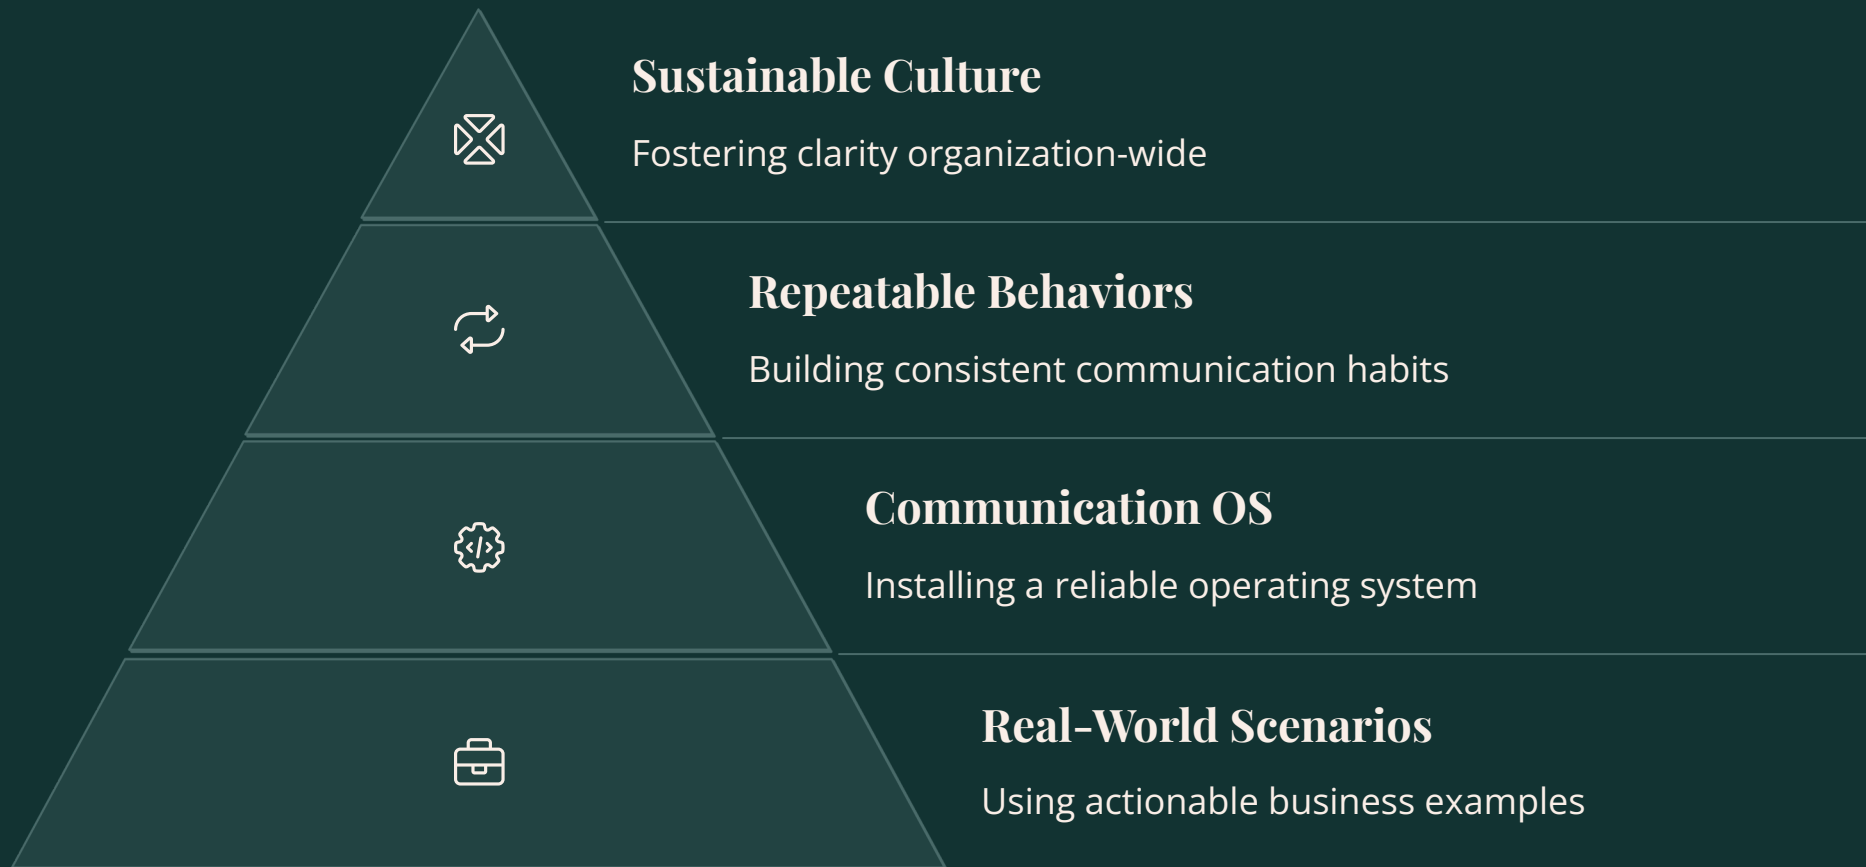 Sustainable Culture
Fostering clarity organization-wide
Repeatable Behaviors
Building consistent communication habits
Communication OS
Installing a reliable operating system
Real-World Scenarios
Using actionable business examples